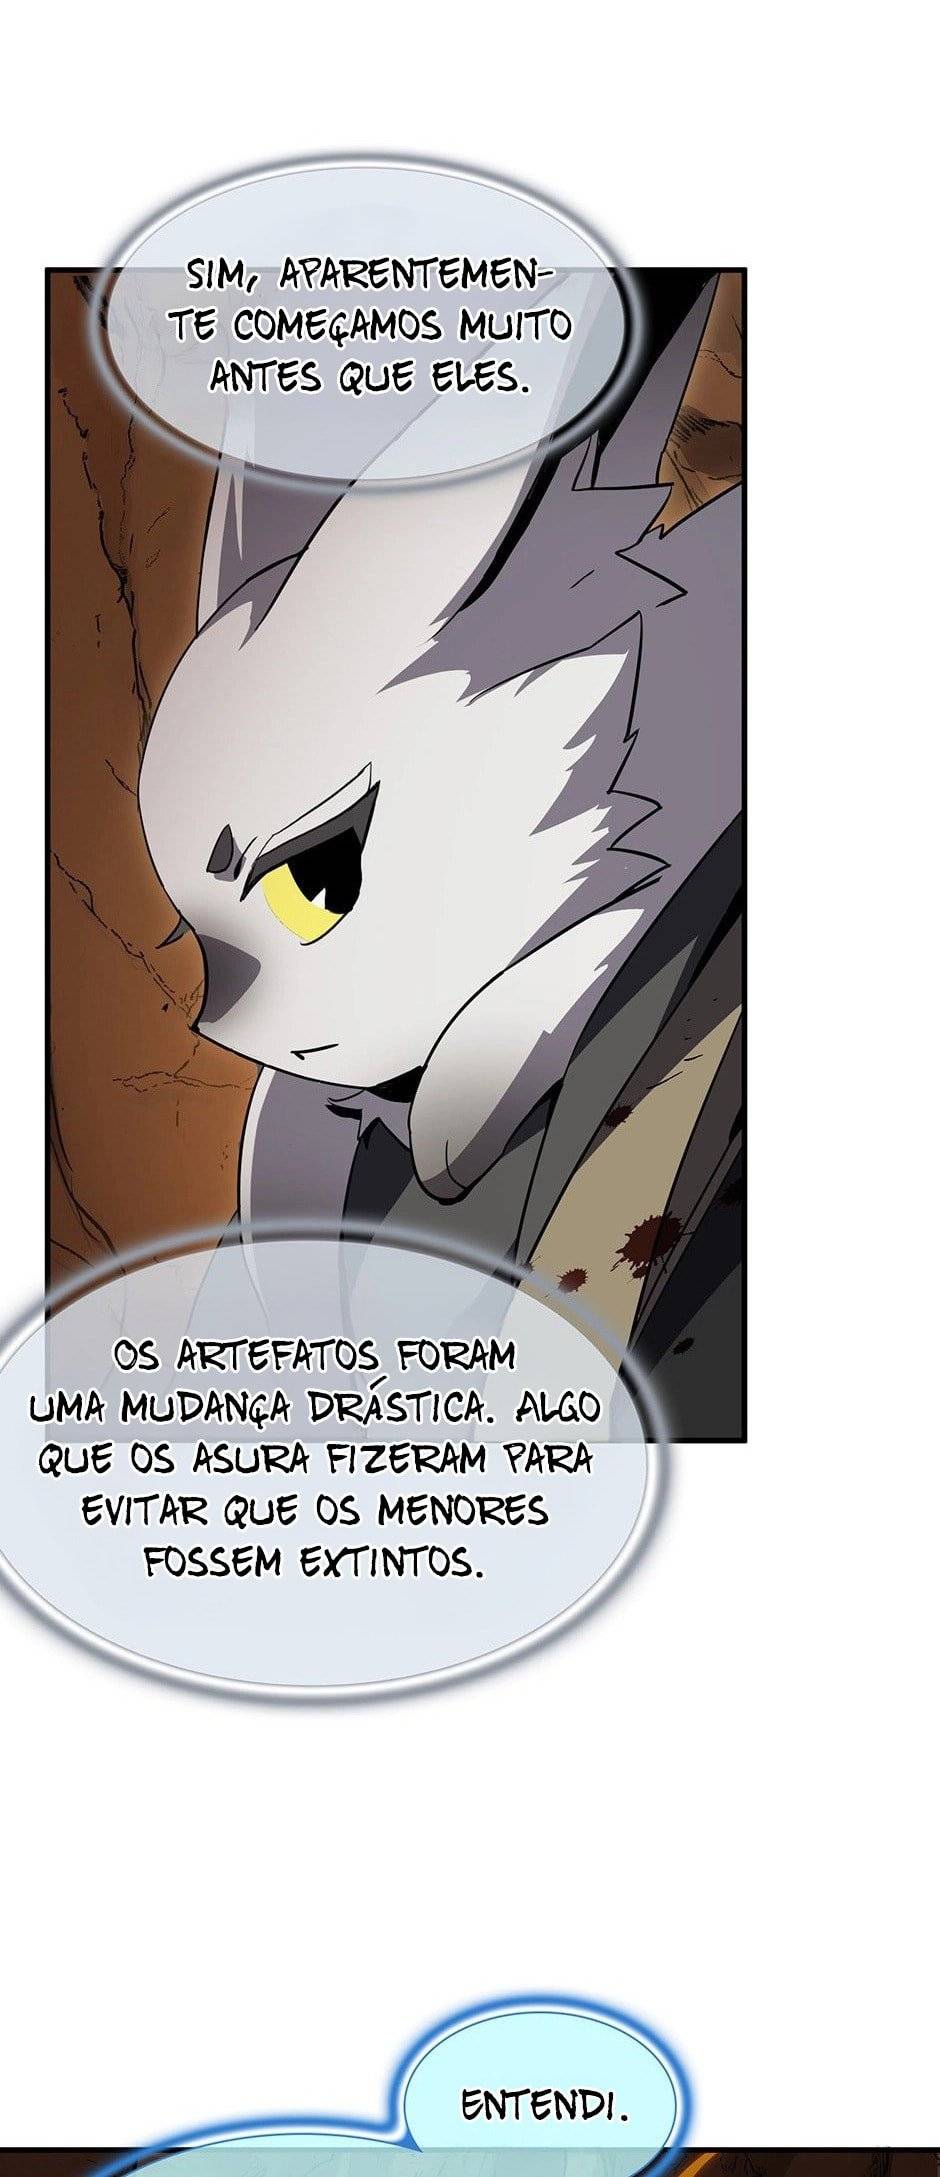 SIM, APARENTEMEN-
TE COMEÇAMOS MUITO
ANTES QUE ELES.
OS ARTEFATOS FORAM
UMA MUDANÇA DRÁSTICA. ALGO
QUE OS ASURA FIZERAM PARA
EVITAR QUE OS MENORES
FOSSEM EXTINTOS.
ENTENDI.